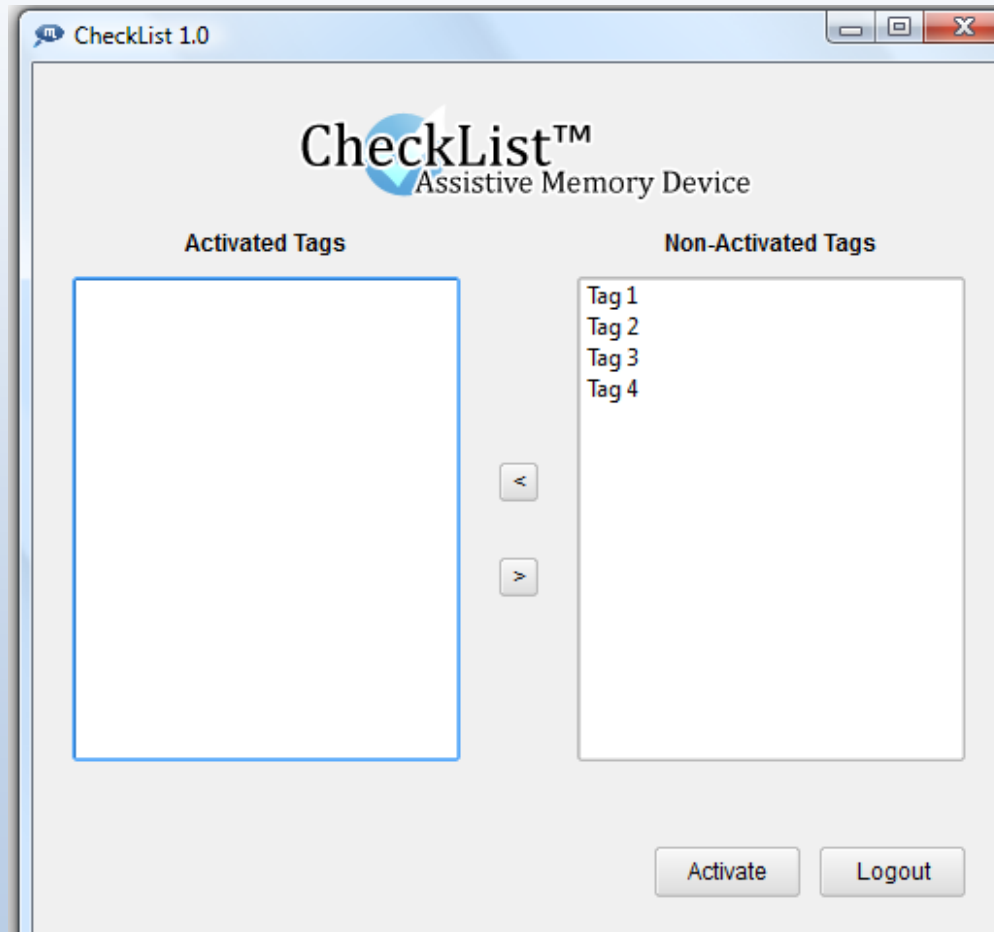 CheckList 1.0
CheckList™
Assistive Memory Device
Activated Tags
Non-Activated Tags
Tag 1
Tag 2
Tag 3
Tag 4
<
>
Activate
Logout